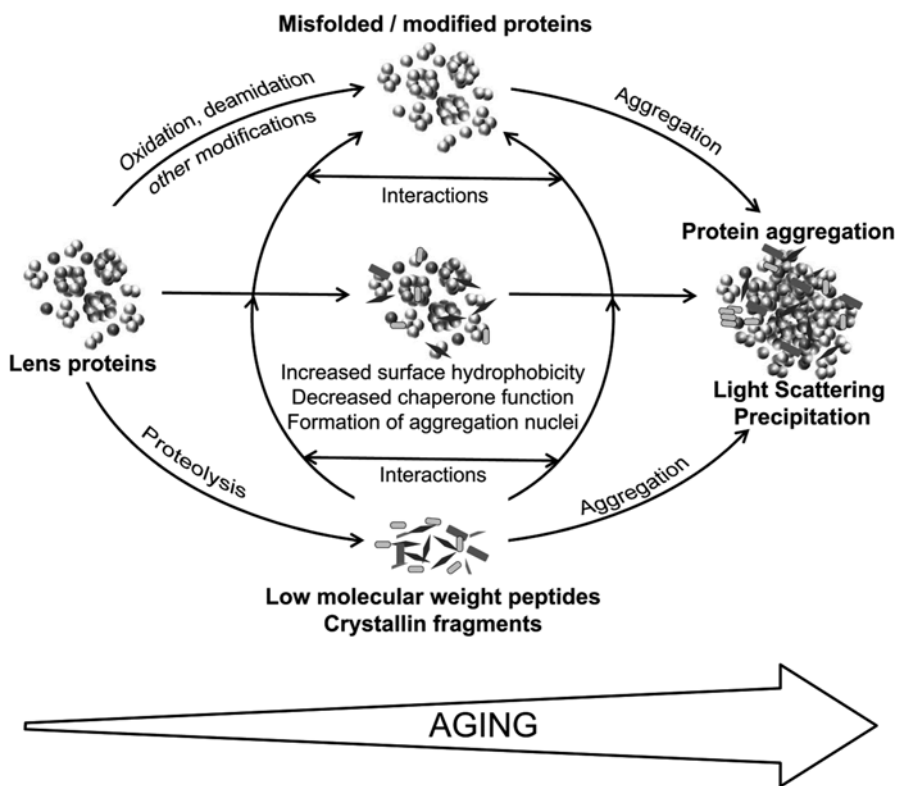 Misfolded / modified proteins
Oxidation, deamidation
other modifications
Aggregation
Interactions
Protein aggregation
Lens proteins
Increased surface hydrophobicity
Decreased chaperone function
Formation of aggregation nuclei
Light Scattering
Precipitation
Proteolysis
Interactions
Aggregation
Low molecular weight peptides
Crystallin fragments
AGING